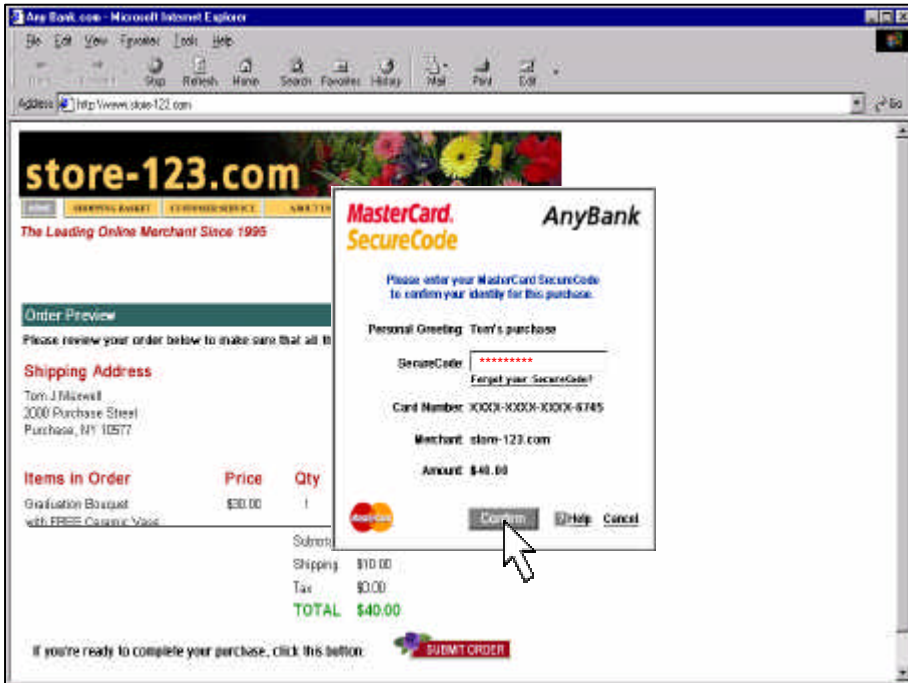 Any Bank.com - Microsoft Internet Explorer
File Edit View Favorites Tools Help
Stop Refresh Home Search Favorites History Mail Print Edit
Address http://www.store-123.com Go
store-123.com
HOME SHOPPING BASKET CUSTOMER SERVICE ABOUT US
The Leading Online Merchant Since 1995
Order Preview
Please review your order below to make sure that all th
Shipping Address
Tom J Maxwell
2000 Purchase Street
Purchase, NY 10577
Items in Order Price Qty
Graduation Bouquet $30.00 1
with FREE Ceramic Vase
Subtot
Shipping $10.00
Tax $0.00
TOTAL $40.00
If you're ready to complete your purchase, click this button: SUBMIT ORDER
MasterCard. AnyBank
SecureCode
Please enter your MasterCard SecureCode
to confirm your identity for this purchase.
Personal Greeting: Tom's purchase
SecureCode: *********
Forgot your SecureCode?
Card Number: XXXX-XXXX-XXXX-6745
Merchant: store-123.com
Amount: $40.00
MasterCard Confirm Help Cancel